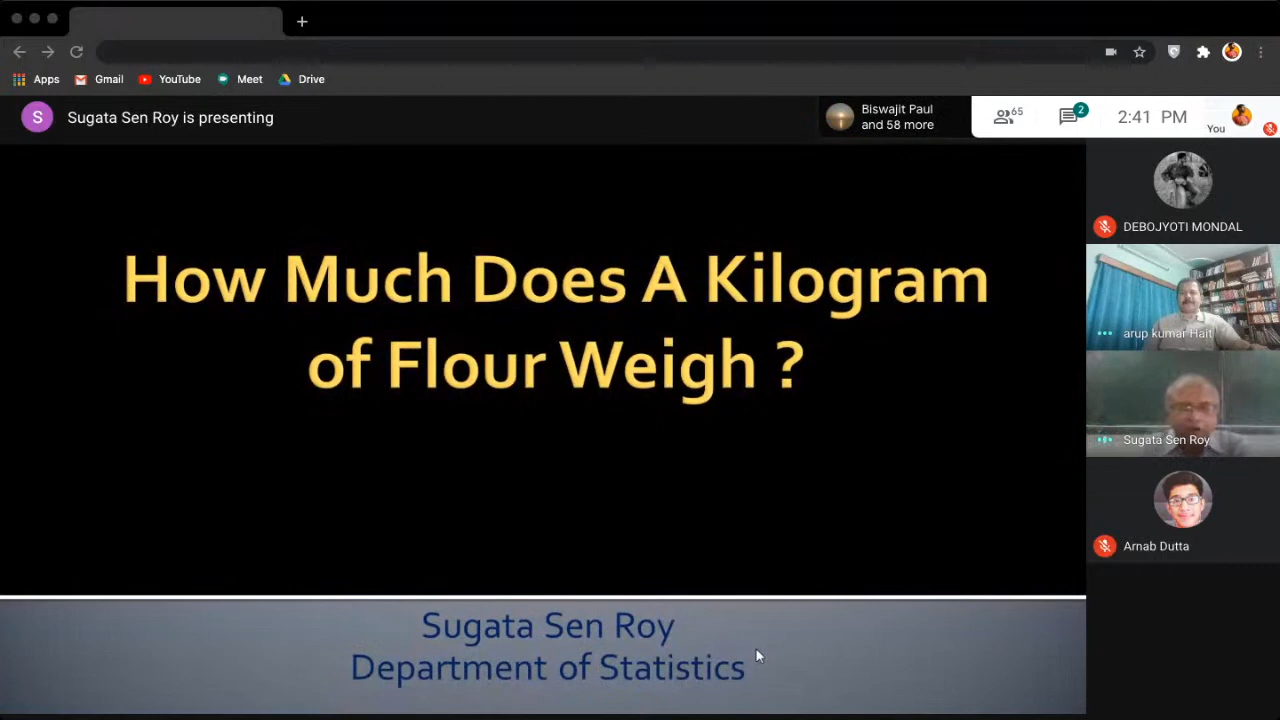 Apps Gmail YouTube Meet Drive
S Sugata Sen Roy is presenting
Biswajit Paul
and 58 more
65
2
2:41 PM
You
How Much Does A Kilogram
of Flour Weigh ?
Sugata Sen Roy
Department of Statistics
DEBOJYOTI MONDAL
arup kumar Hait
Sugata Sen Roy
Arnab Dutta